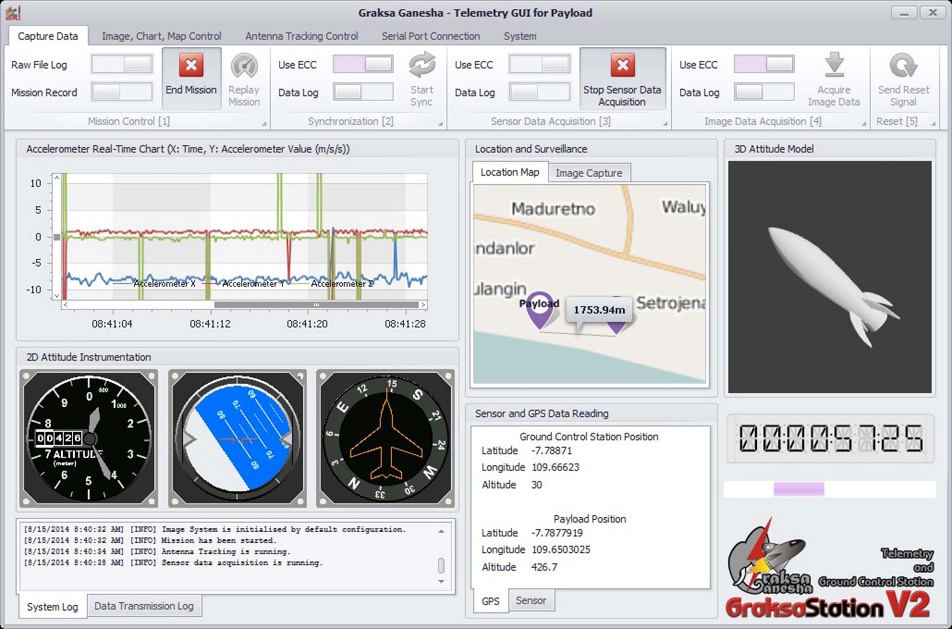 Graksa Ganesha - Telemetry GUI for Payload
Capture Data
Image, Chart, Map Control
Antenna Tracking Control
Serial Port Connection
System
Raw File Log
Mission Record
End Mission
Replay Mission
Mission Control [1]
Use ECC
Data Log
Start Sync
Synchronization [2]
Use ECC
Data Log
Stop Sensor Data Acquisition
Sensor Data Acquisition [3]
Use ECC
Data Log
Acquire Image Data
Image Data Acquisition [4]
Send Reset Signal
Reset [5]
Accelerometer Real-Time Chart (X: Time, Y: Accelerometer Value (m/s/s))
10
5
0
-5
-10
Accelerometer X
Accelerometer Y
Accelerometer Z
08:41:04
08:41:12
08:41:20
08:41:28
Location and Surveillance
Location Map
Image Capture
Maduretno
Waluy
ndanlor
ulangin
Payload
1753.94m
Setrojena
3D Attitude Model
2D Attitude Instrumentation
0
600
1000
1
2
3
4
5
6
7
8
9
00426
ALTITUDE
(meter)
60
70
80
80
70
60
12
15
S
21
24
W
30
33
N
3
6
E
Sensor and GPS Data Reading
Ground Control Station Position
Latitude -7.78871
Longitude 109.66623
Altitude 30
Payload Position
Latitude -7.7877919
Longitude 109.6503025
Altitude 426.7
GPS
Sensor
00:00:57:25
[8/15/2014 8:40:32 AM] [INFO] Image System is initialised by default configuration.
[8/15/2014 8:40:32 AM] [INFO] Mission has been started.
[8/15/2014 8:40:34 AM] [INFO] Antenna Tracking is running.
[8/15/2014 8:40:38 AM] [INFO] Sensor data acquisition is running.
System Log
Data Transmission Log
Graksa
Ganesha
Telemetry
and
Ground Control Station
GraksaStation V2